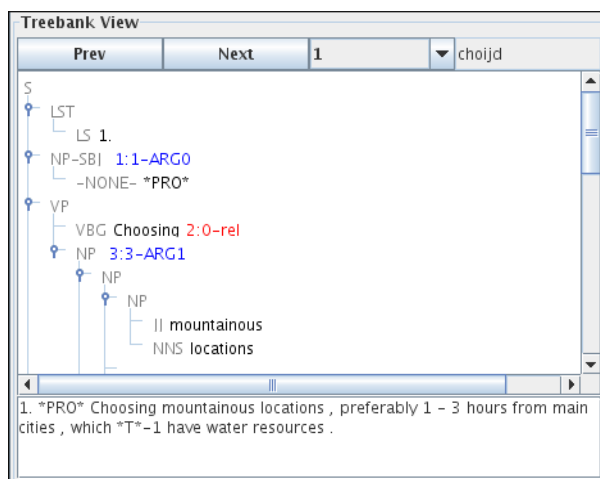 Treebank View
Prev Next 1 choijd
S
LST
LS 1.
NP-SBJ 1:1-ARG0
-NONE- *PRO*
VP
VBG Choosing 2:0-rel
NP 3:3-ARG1
NP
NP
JJ mountainous
NNS locations
1. *PRO* Choosing mountainous locations , preferably 1 - 3 hours from main
cities , which *T*-1 have water resources .